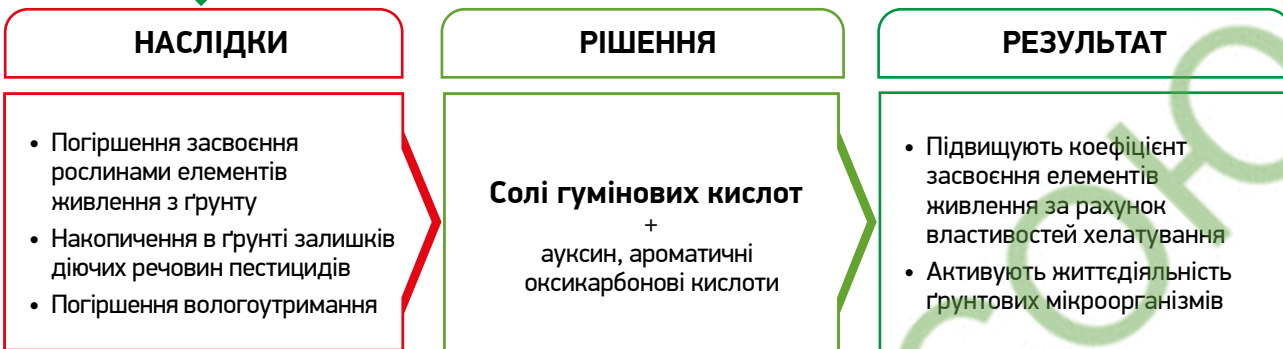 НАСЛІДКИ
• Погіршення засвоєння
рослинами елементів
живлення з ґрунту
• Накопичення в ґрунті залишків
діючих речовин пестицидів
• Погіршення вологоутримання
РІШЕННЯ
Солі гумінових кислот
+
ауксин, ароматичні
оксикарбонові кислоти
РЕЗУЛЬТАТ
• Підвищують коефіцієнт
засвоєння елементів
живлення за рахунок
властивостей хелатування
• Активують життєдіяльність
ґрунтових мікроорганізмів